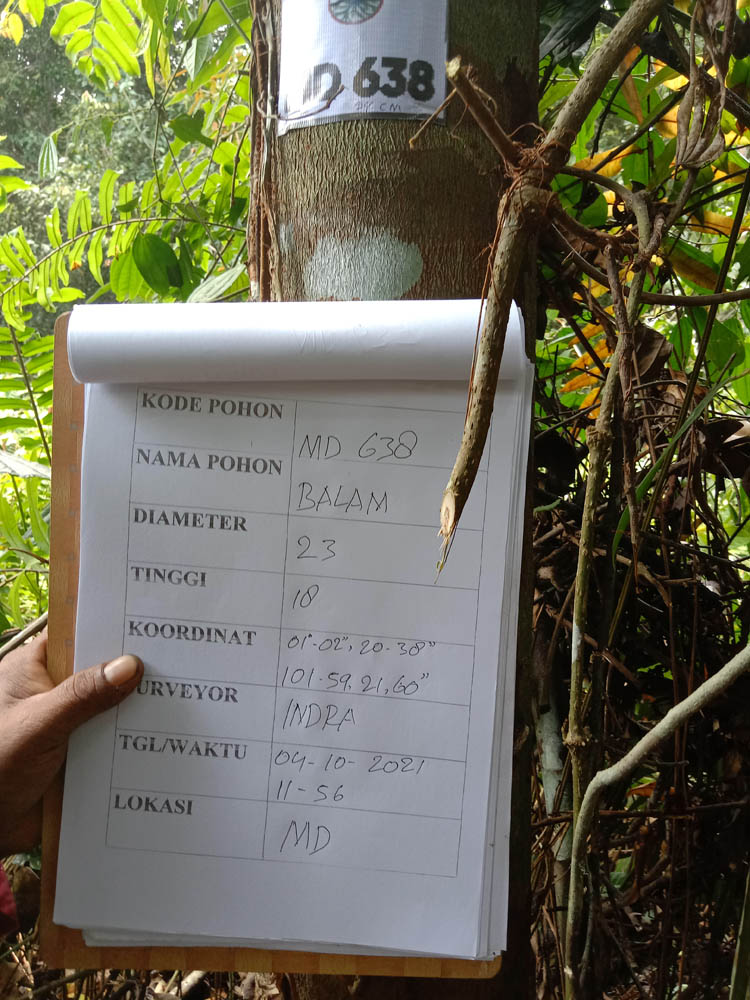 D 638
KODE POHON MD 638
NAMA POHON BALAM
DIAMETER 23
TINGGI 18
KOORDINAT 01°-02", 20-38"
101-59, 21, 60"
URVEYOR INDRA
TGL/WAKTU 04-10-2021
11-56
LOKASI MD